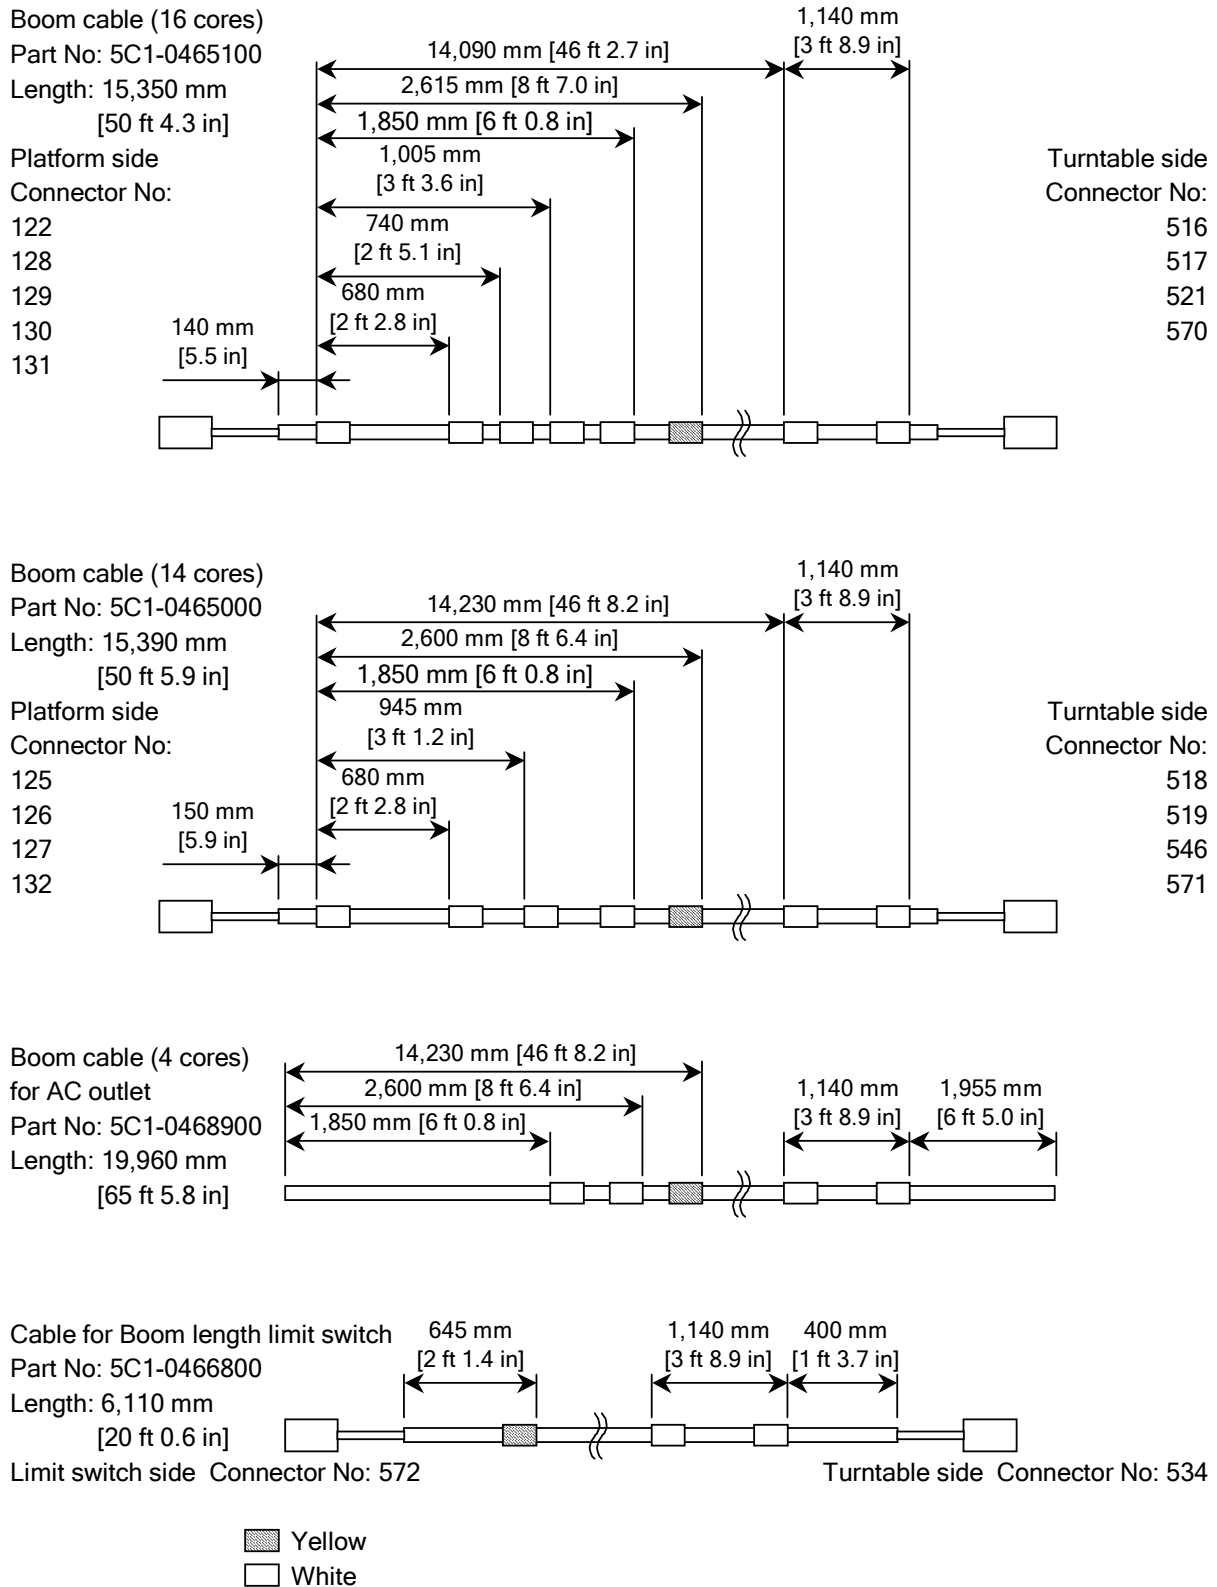 Boom cable (16 cores)
Part No: 5C1-0465100
Length: 15,350 mm
[50 ft 4.3 in]
Platform side
Connector No:
122
128
129
130
131
1,140 mm
[3 ft 8.9 in]
14,090 mm [46 ft 2.7 in]
2,615 mm [8 ft 7.0 in]
1,850 mm [6 ft 0.8 in]
1,005 mm
[3 ft 3.6 in]
740 mm
[2 ft 5.1 in]
680 mm
[2 ft 2.8 in]
140 mm
[5.5 in]
Turntable side
Connector No:
516
517
521
570
Boom cable (14 cores)
Part No: 5C1-0465000
Length: 15,390 mm
[50 ft 5.9 in]
Platform side
Connector No:
125
126
127
132
1,140 mm
[3 ft 8.9 in]
14,230 mm [46 ft 8.2 in]
2,600 mm [8 ft 6.4 in]
1,850 mm [6 ft 0.8 in]
945 mm
[3 ft 1.2 in]
680 mm
[2 ft 2.8 in]
150 mm
[5.9 in]
Turntable side
Connector No:
518
519
546
571
Boom cable (4 cores)
for AC outlet
Part No: 5C1-0468900
Length: 19,960 mm
[65 ft 5.8 in]
14,230 mm [46 ft 8.2 in]
2,600 mm [8 ft 6.4 in]
1,850 mm [6 ft 0.8 in]
1,140 mm
[3 ft 8.9 in]
1,955 mm
[6 ft 5.0 in]
Cable for Boom length limit switch
Part No: 5C1-0466800
Length: 6,110 mm
[20 ft 0.6 in]
645 mm
[2 ft 1.4 in]
1,140 mm
[3 ft 8.9 in]
400 mm
[1 ft 3.7 in]
Limit switch side Connector No: 572
Turntable side Connector No: 534
Yellow
White